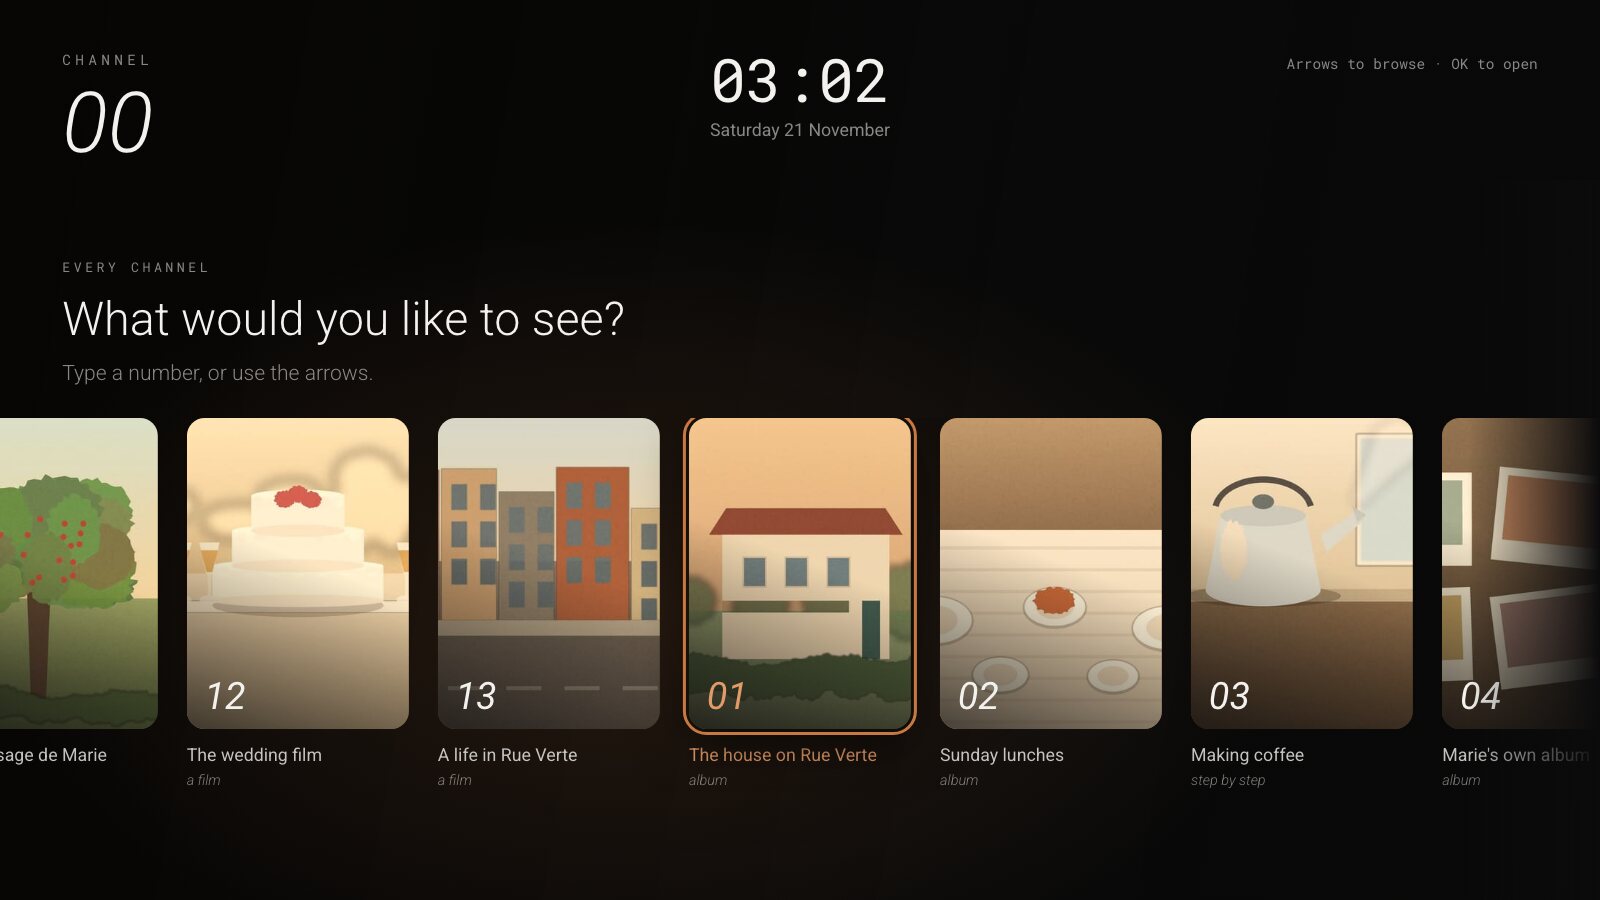 CHANNEL
00
03:02
Saturday 21 November
Arrows to browse · OK to open
EVERY CHANNEL
What would you like to see?
Type a number, or use the arrows.
12
13
01
02
03
04
sage de Marie
The wedding film
a film
A life in Rue Verte
a film
The house on Rue Verte
album
Sunday lunches
album
Making coffee
step by step
Marie's own album
album